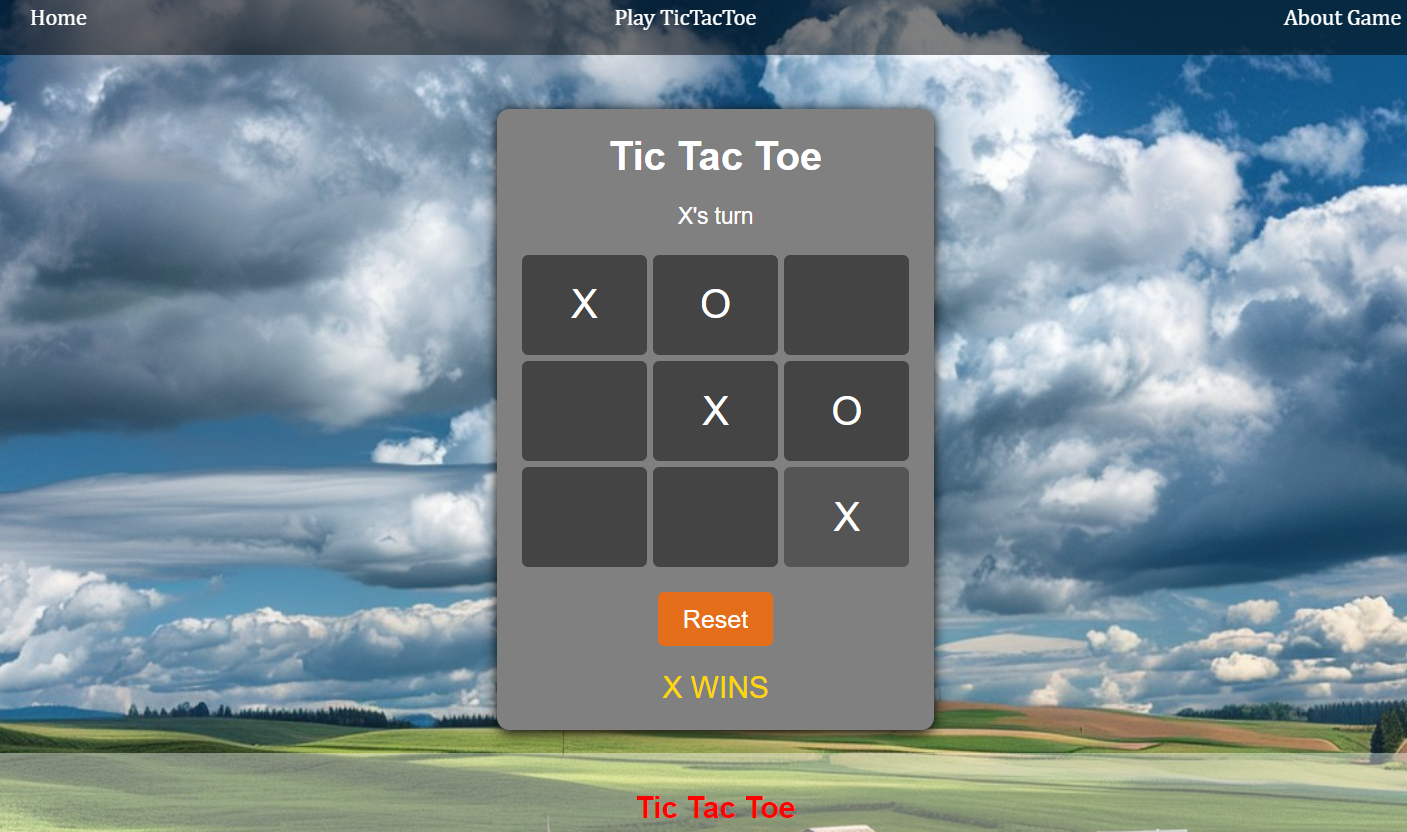 Home Play TicTacToe About Game
Tic Tac Toe
X's turn
X O
X O
X
Reset
X WINS
Tic Tac Toe